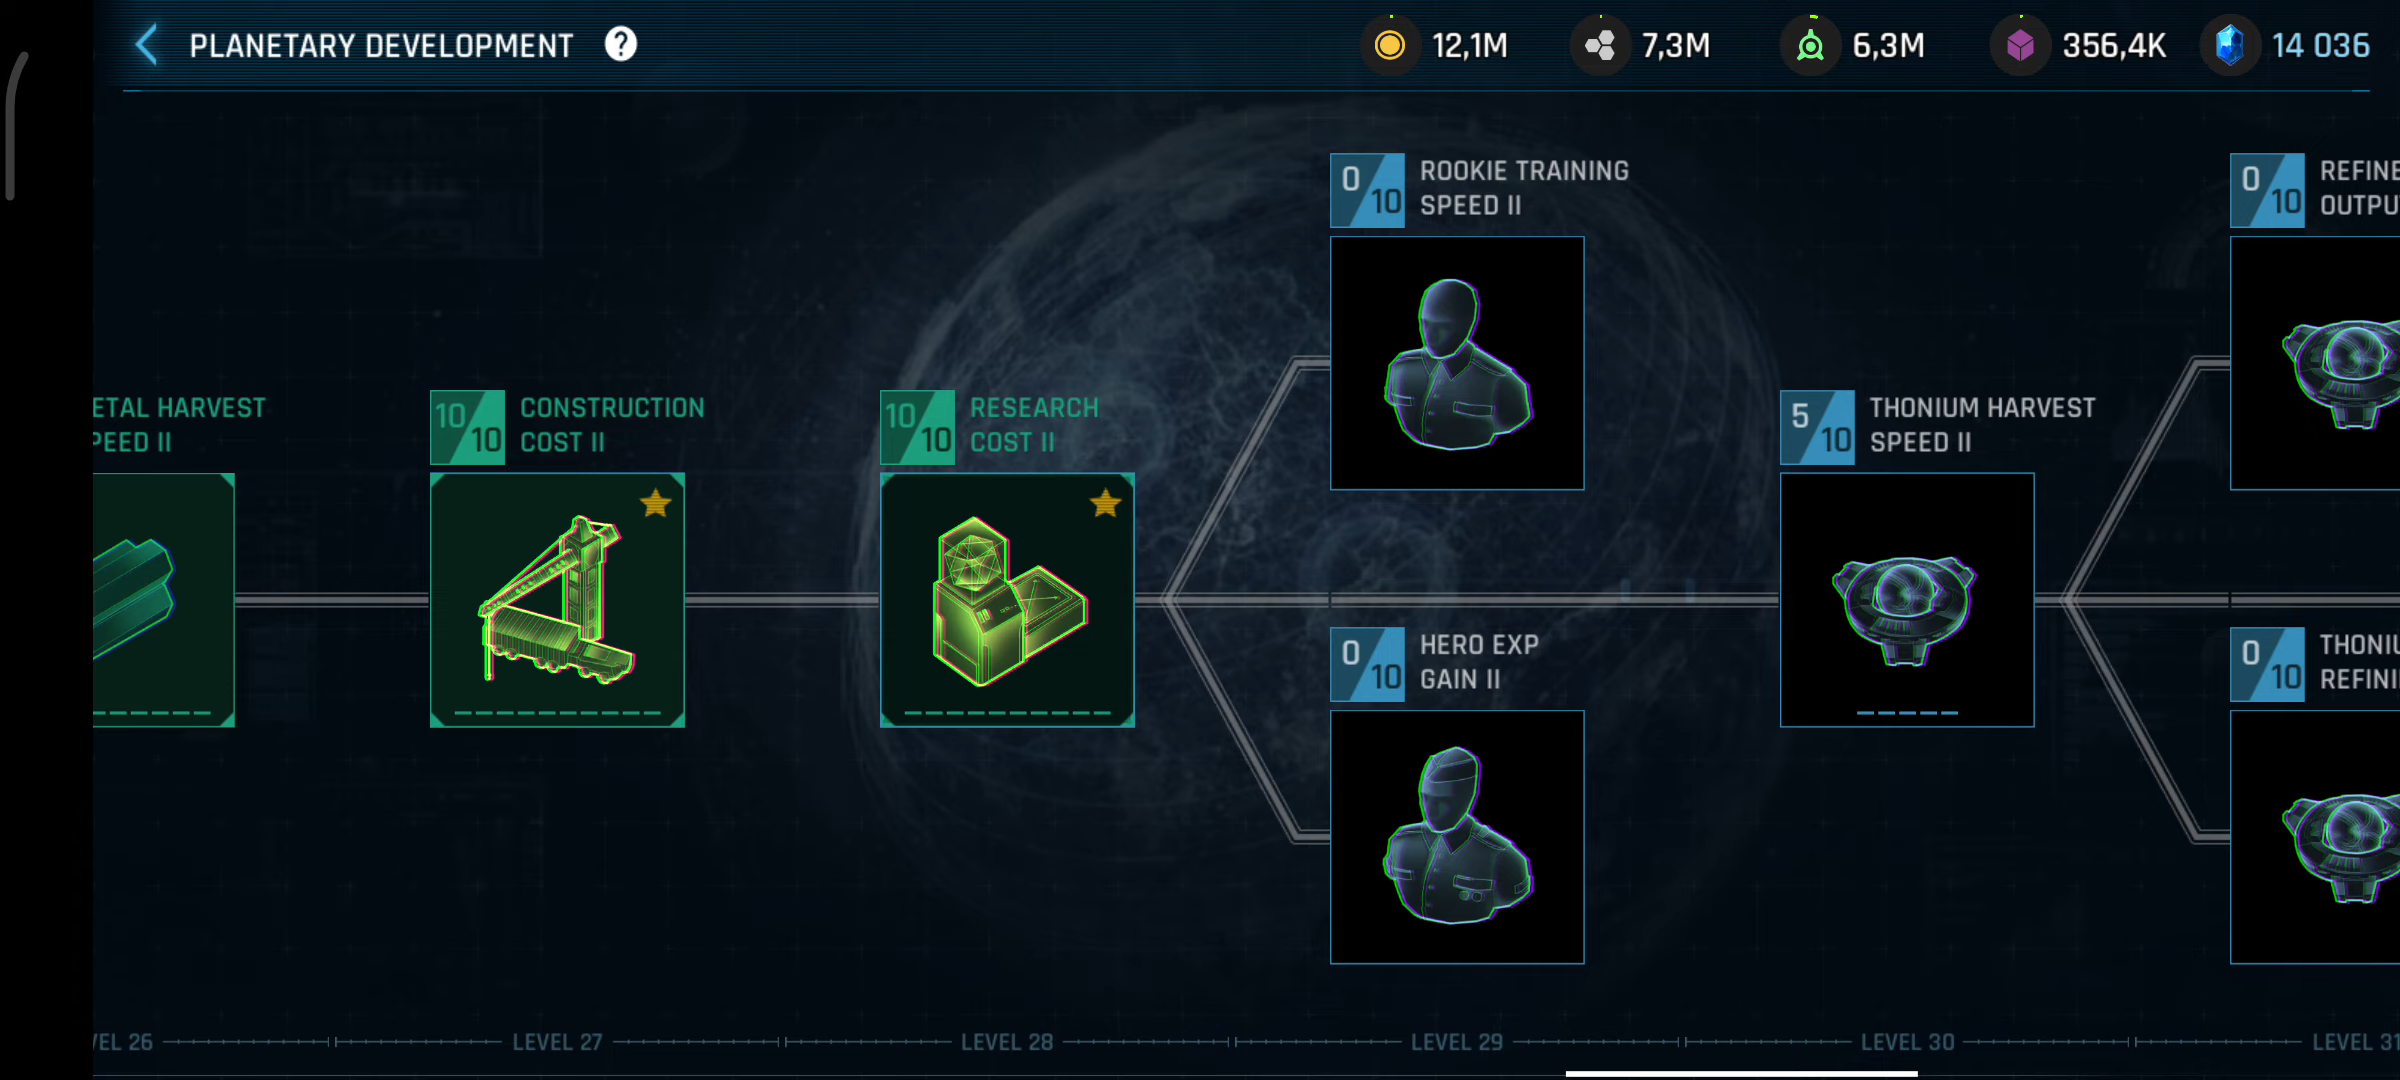 PLANETARY DEVELOPMENT ?
12,1M
7,3M
6,3M
356,4K
14 036
ETAL HARVEST
PEED II
10/10
CONSTRUCTION
COST II
10/10
RESEARCH
COST II
0/10
ROOKIE TRAINING
SPEED II
0/10
HERO EXP
GAIN II
5/10
THONIUM HARVEST
SPEED II
0/10
REFINE
OUTPU
0/10
THONIU
REFINI
VEL 26
LEVEL 27
LEVEL 28
LEVEL 29
LEVEL 30
LEVEL 31